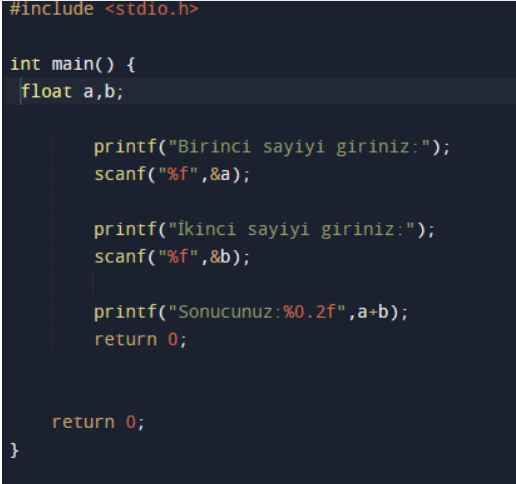 #include <stdio.h>
int main() {
float a,b;
printf("Birinci sayiyi giriniz:");
scanf("%f",&a);
printf("İkinci sayiyi giriniz:");
scanf("%f",&b);
printf("Sonucunuz:%0.2f",a+b);
return 0;
return 0;
}